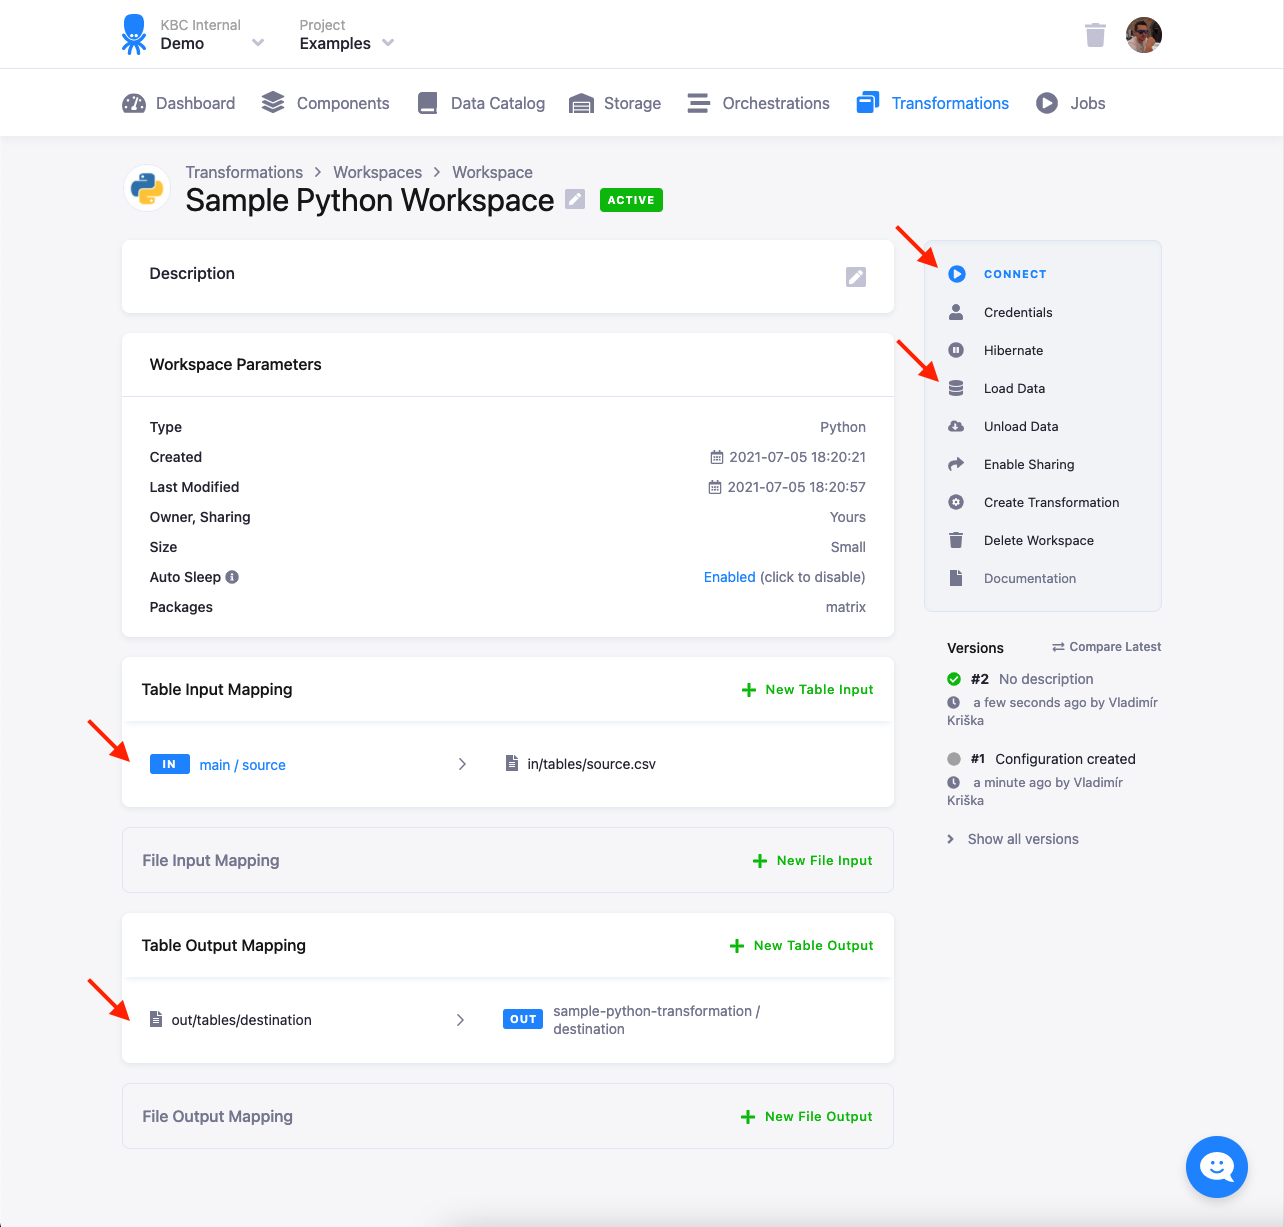 KBC Internal
Demo
Project
Examples
Dashboard
Components
Data Catalog
Storage
Orchestrations
Transformations
Jobs
Transformations > Workspaces > Workspace
Sample Python Workspace
ACTIVE
Description
Workspace Parameters
Type Python
Created 2021-07-05 18:20:21
Last Modified 2021-07-05 18:20:57
Owner, Sharing Yours
Size Small
Auto Sleep Enabled (click to disable)
Packages matrix
Table Input Mapping
New Table Input
IN main / source > in/tables/source.csv
File Input Mapping
New File Input
Table Output Mapping
New Table Output
out/tables/destination > OUT sample-python-transformation /
destination
File Output Mapping
New File Output
CONNECT
Credentials
Hibernate
Load Data
Unload Data
Enable Sharing
Create Transformation
Delete Workspace
Documentation
Versions
Compare Latest
#2 No description
a few seconds ago by Vladimír
Kriška
#1 Configuration created
a minute ago by Vladimír
Kriška
Show all versions